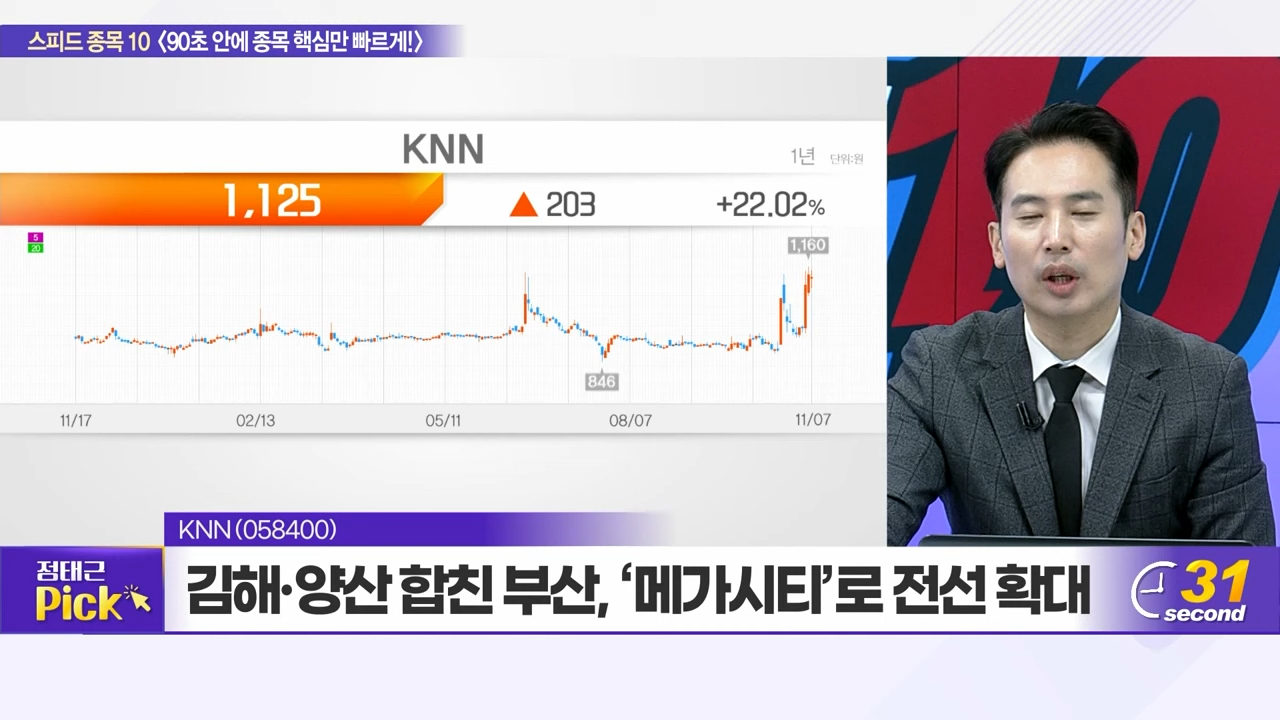 스피드 종목 10 〈90초 안에 종목 핵심만 빠르게!〉
KNN
1년 단위:원
1,125 ▲ 203 +22.02%
5
20
1,160
846
11/17 02/13 05/11 08/07 11/07
10
KNN(058400)
정태근
Pick
김해·양산 합친 부산, ‘메가시티’로 전선 확대
31
second